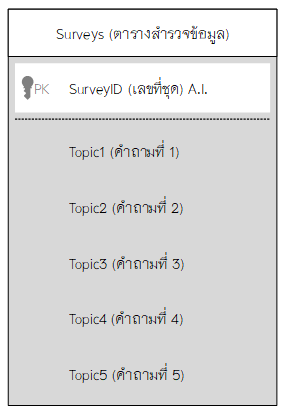 Surveys (ตารางสำรวจข้อมูล)
PK SurveyID (เลขที่ชุด) A.I.
Topic1 (คำถามที่ 1)
Topic2 (คำถามที่ 2)
Topic3 (คำถามที่ 3)
Topic4 (คำถามที่ 4)
Topic5 (คำถามที่ 5)